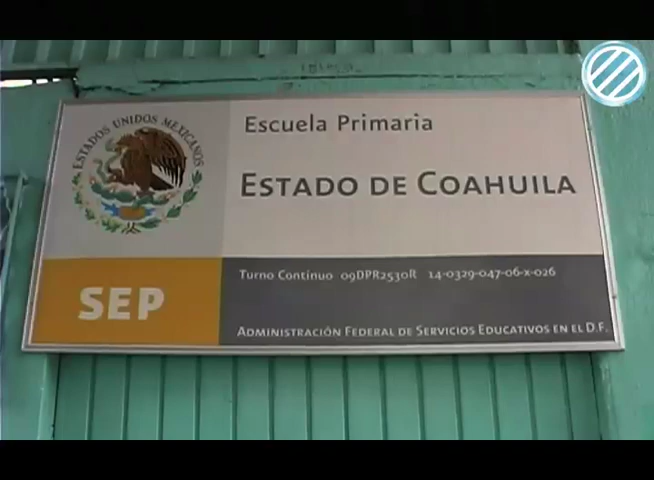 ESTADOS UNIDOS MEXICANOS
Escuela Primaria
ESTADO DE COAHUILA
SEP
Turno Continuo 09DPR2530R 14-0329-047-06-x-026
ADMINISTRACIÓN FEDERAL DE SERVICIOS EDUCATIVOS EN EL D.F.